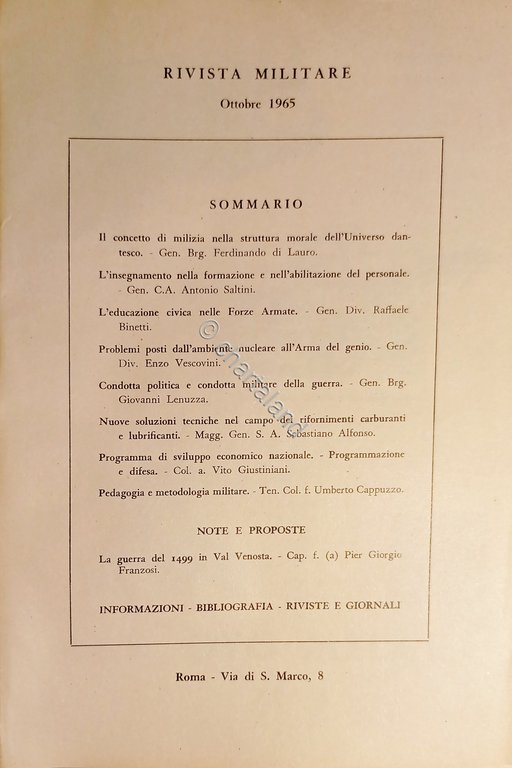 RIVISTA MILITARE
Ottobre 1965
SOMMARIO
Il concetto di milizia nella struttura morale dell'Universo dan-
tesco. - Gen. Brg. Ferdinando di Lauro.
L'insegnamento nella formazione e nell'abilitazione del personale.
- Gen. C.A. Antonio Saltini.
L'educazione civica nelle Forze Armate. - Gen. Div. Raffaele
Binetti.
Problemi posti dall'ambiente nucleare all'Arma del genio. - Gen.
Div. Enzo Vescovini.
Condotta politica e condotta militare della guerra. - Gen. Brg.
Giovanni Lenuzza.
Nuove soluzioni tecniche nel campo dei rifornimenti carburanti
e lubrificanti. - Magg. Gen. S. A. Sebastiano Alfonso.
Programma di sviluppo economico nazionale. - Programmazione
e difesa. - Col. a. Vito Giustiniani.
Pedagogia e metodologia militare. - Ten. Col. f. Umberto Cappuzzo.
NOTE E PROPOSTE
La guerra del 1499 in Val Venosta. - Cap. f. (a) Pier Giorgio
Franzosi.
INFORMAZIONI - BIBLIOGRAFIA - RIVISTE E GIORNALI
Roma - Via di S. Marco, 8